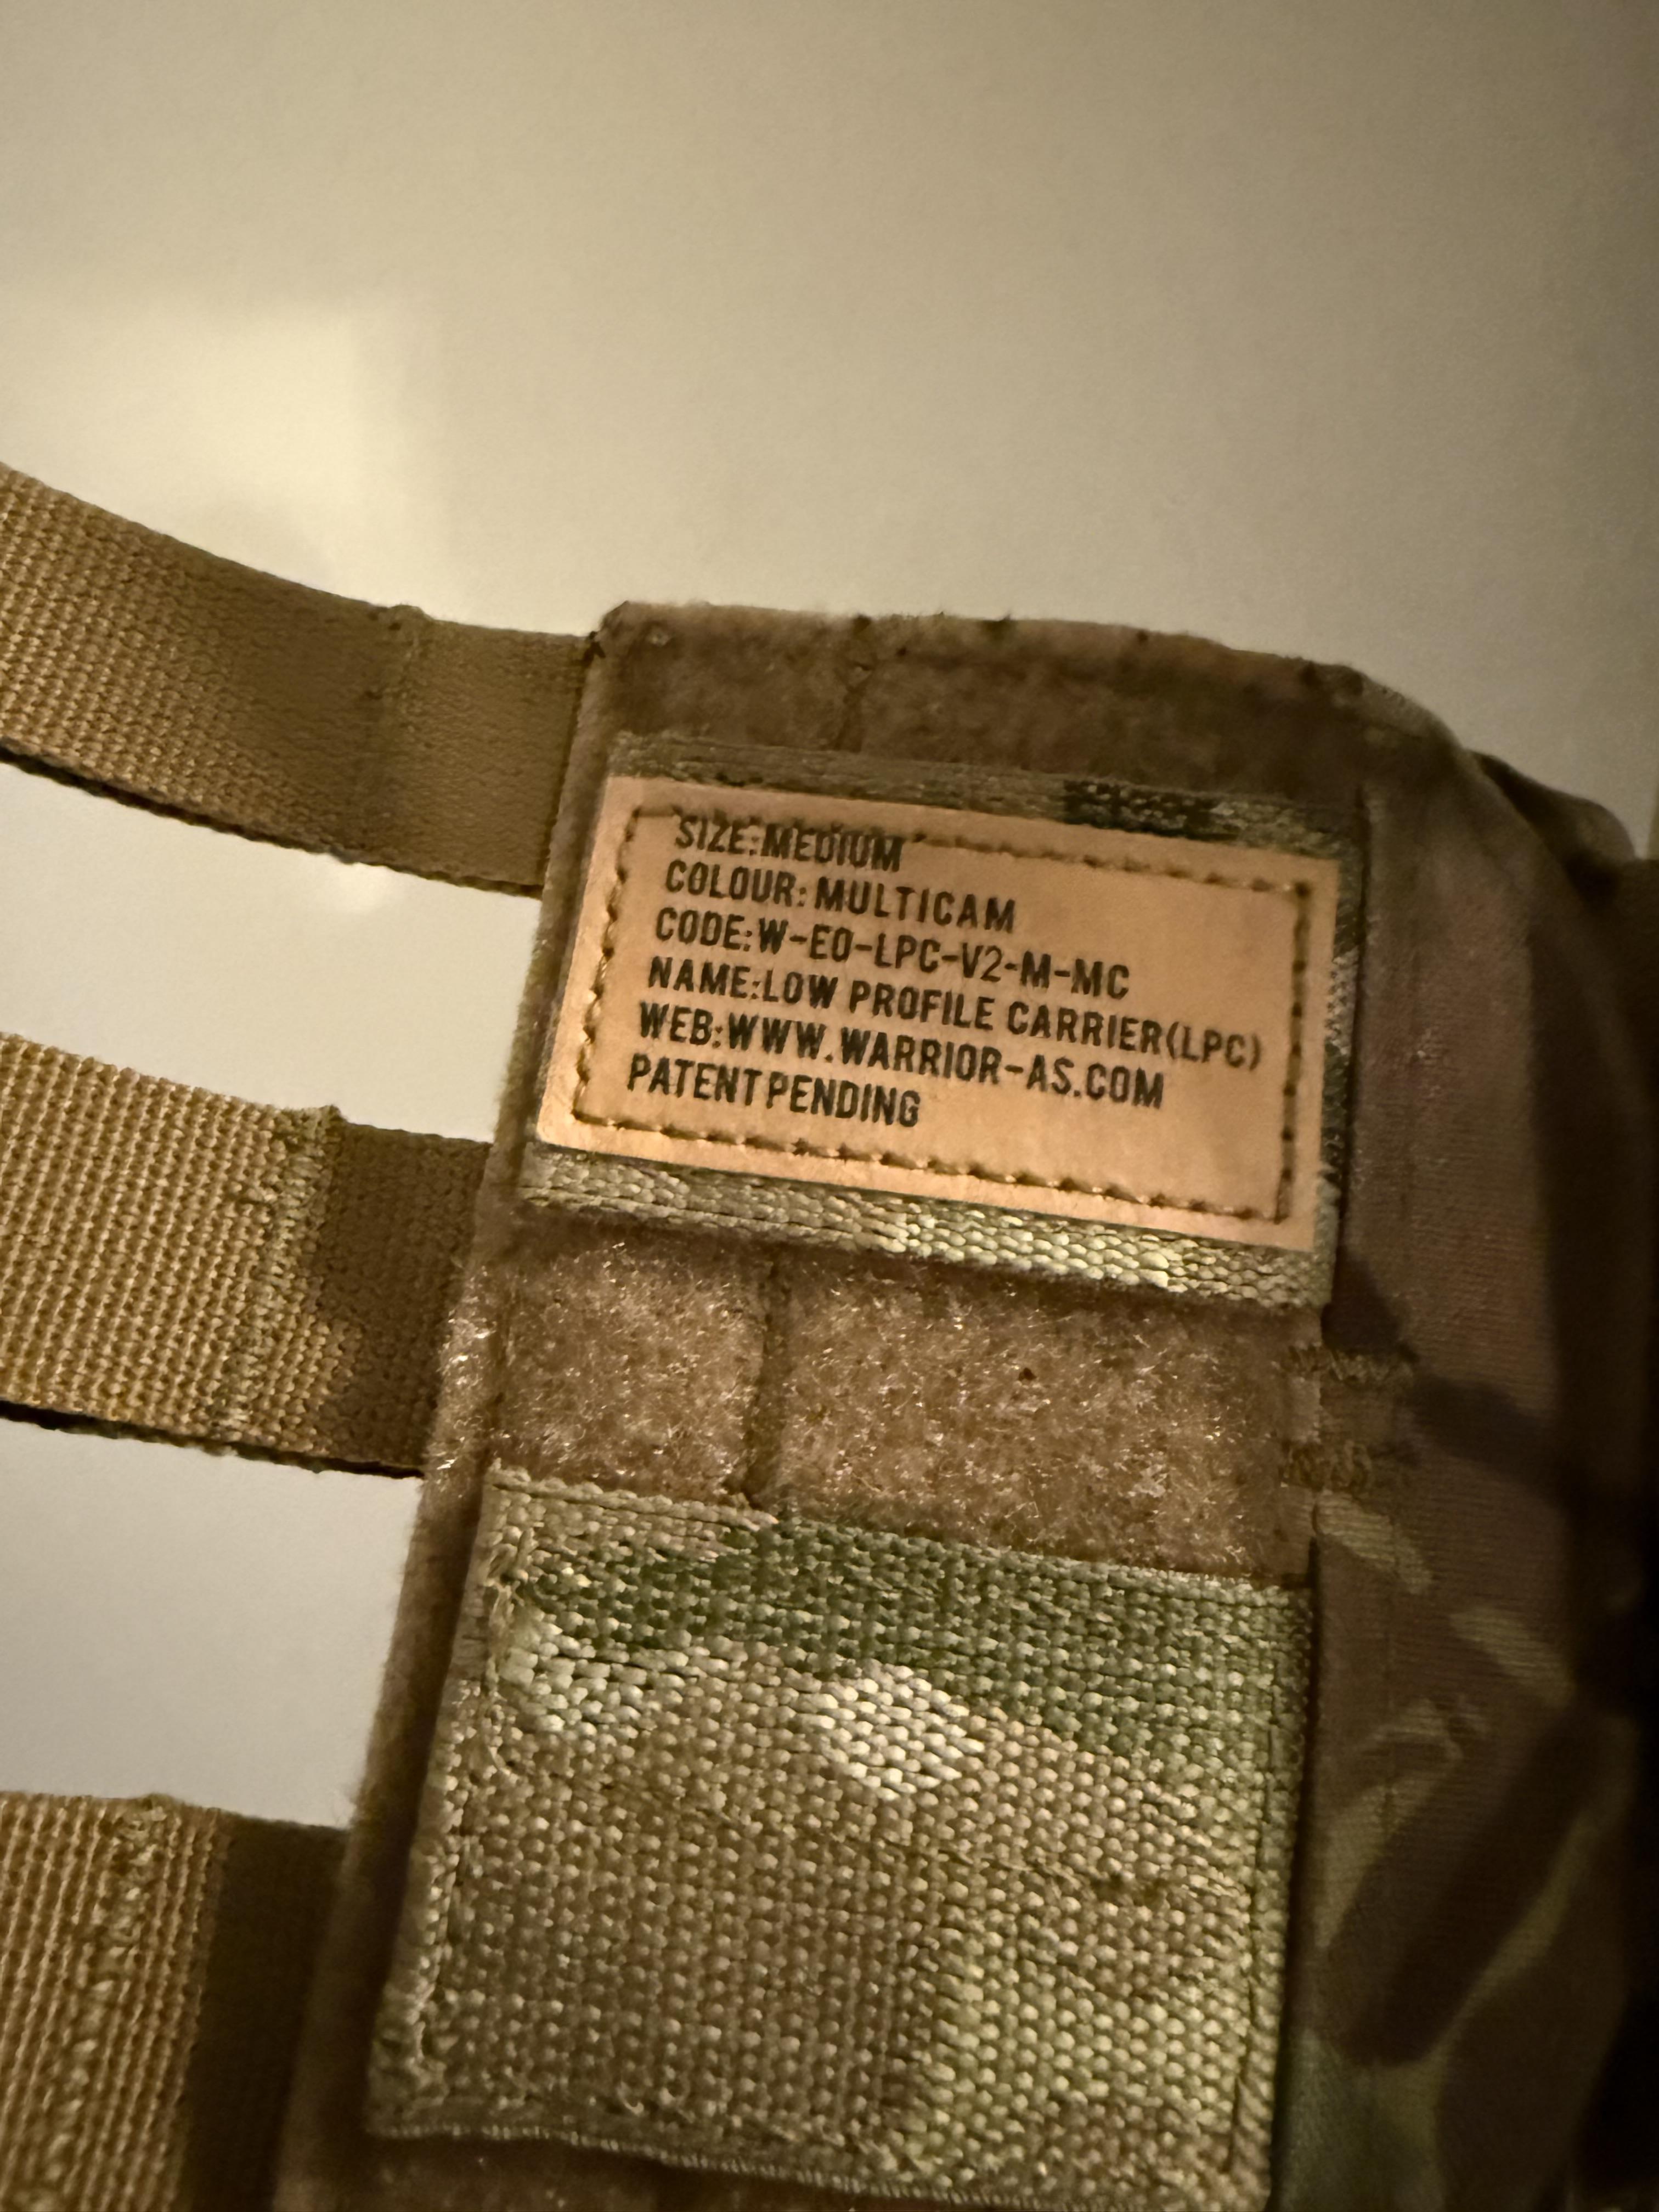 SIZE:MEDIUM
COLOUR: MULTICAM
CODE:W-EO-LPC-V2-M-MC
NAME:LOW PROFILE CARRIER(LPC)
WEB:WWW.WARRIOR-AS.COM
PATENT PENDING